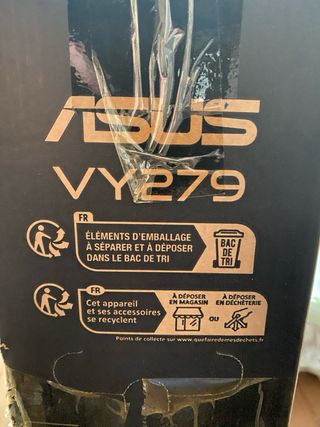 ASUS
VY279
FR
ÉLÉMENTS D'EMBALLAGE
À SÉPARER ET À DÉPOSER
DANS LE BAC DE TRI
BAC
DE
TRI
FR
Cet appareil
et ses accessoires
se recyclent
À DÉPOSER
EN MAGASIN
OU
À DÉPOSER
EN DÉCHÈTERIE
Points de collecte sur www.quefairedemesdechets.fr